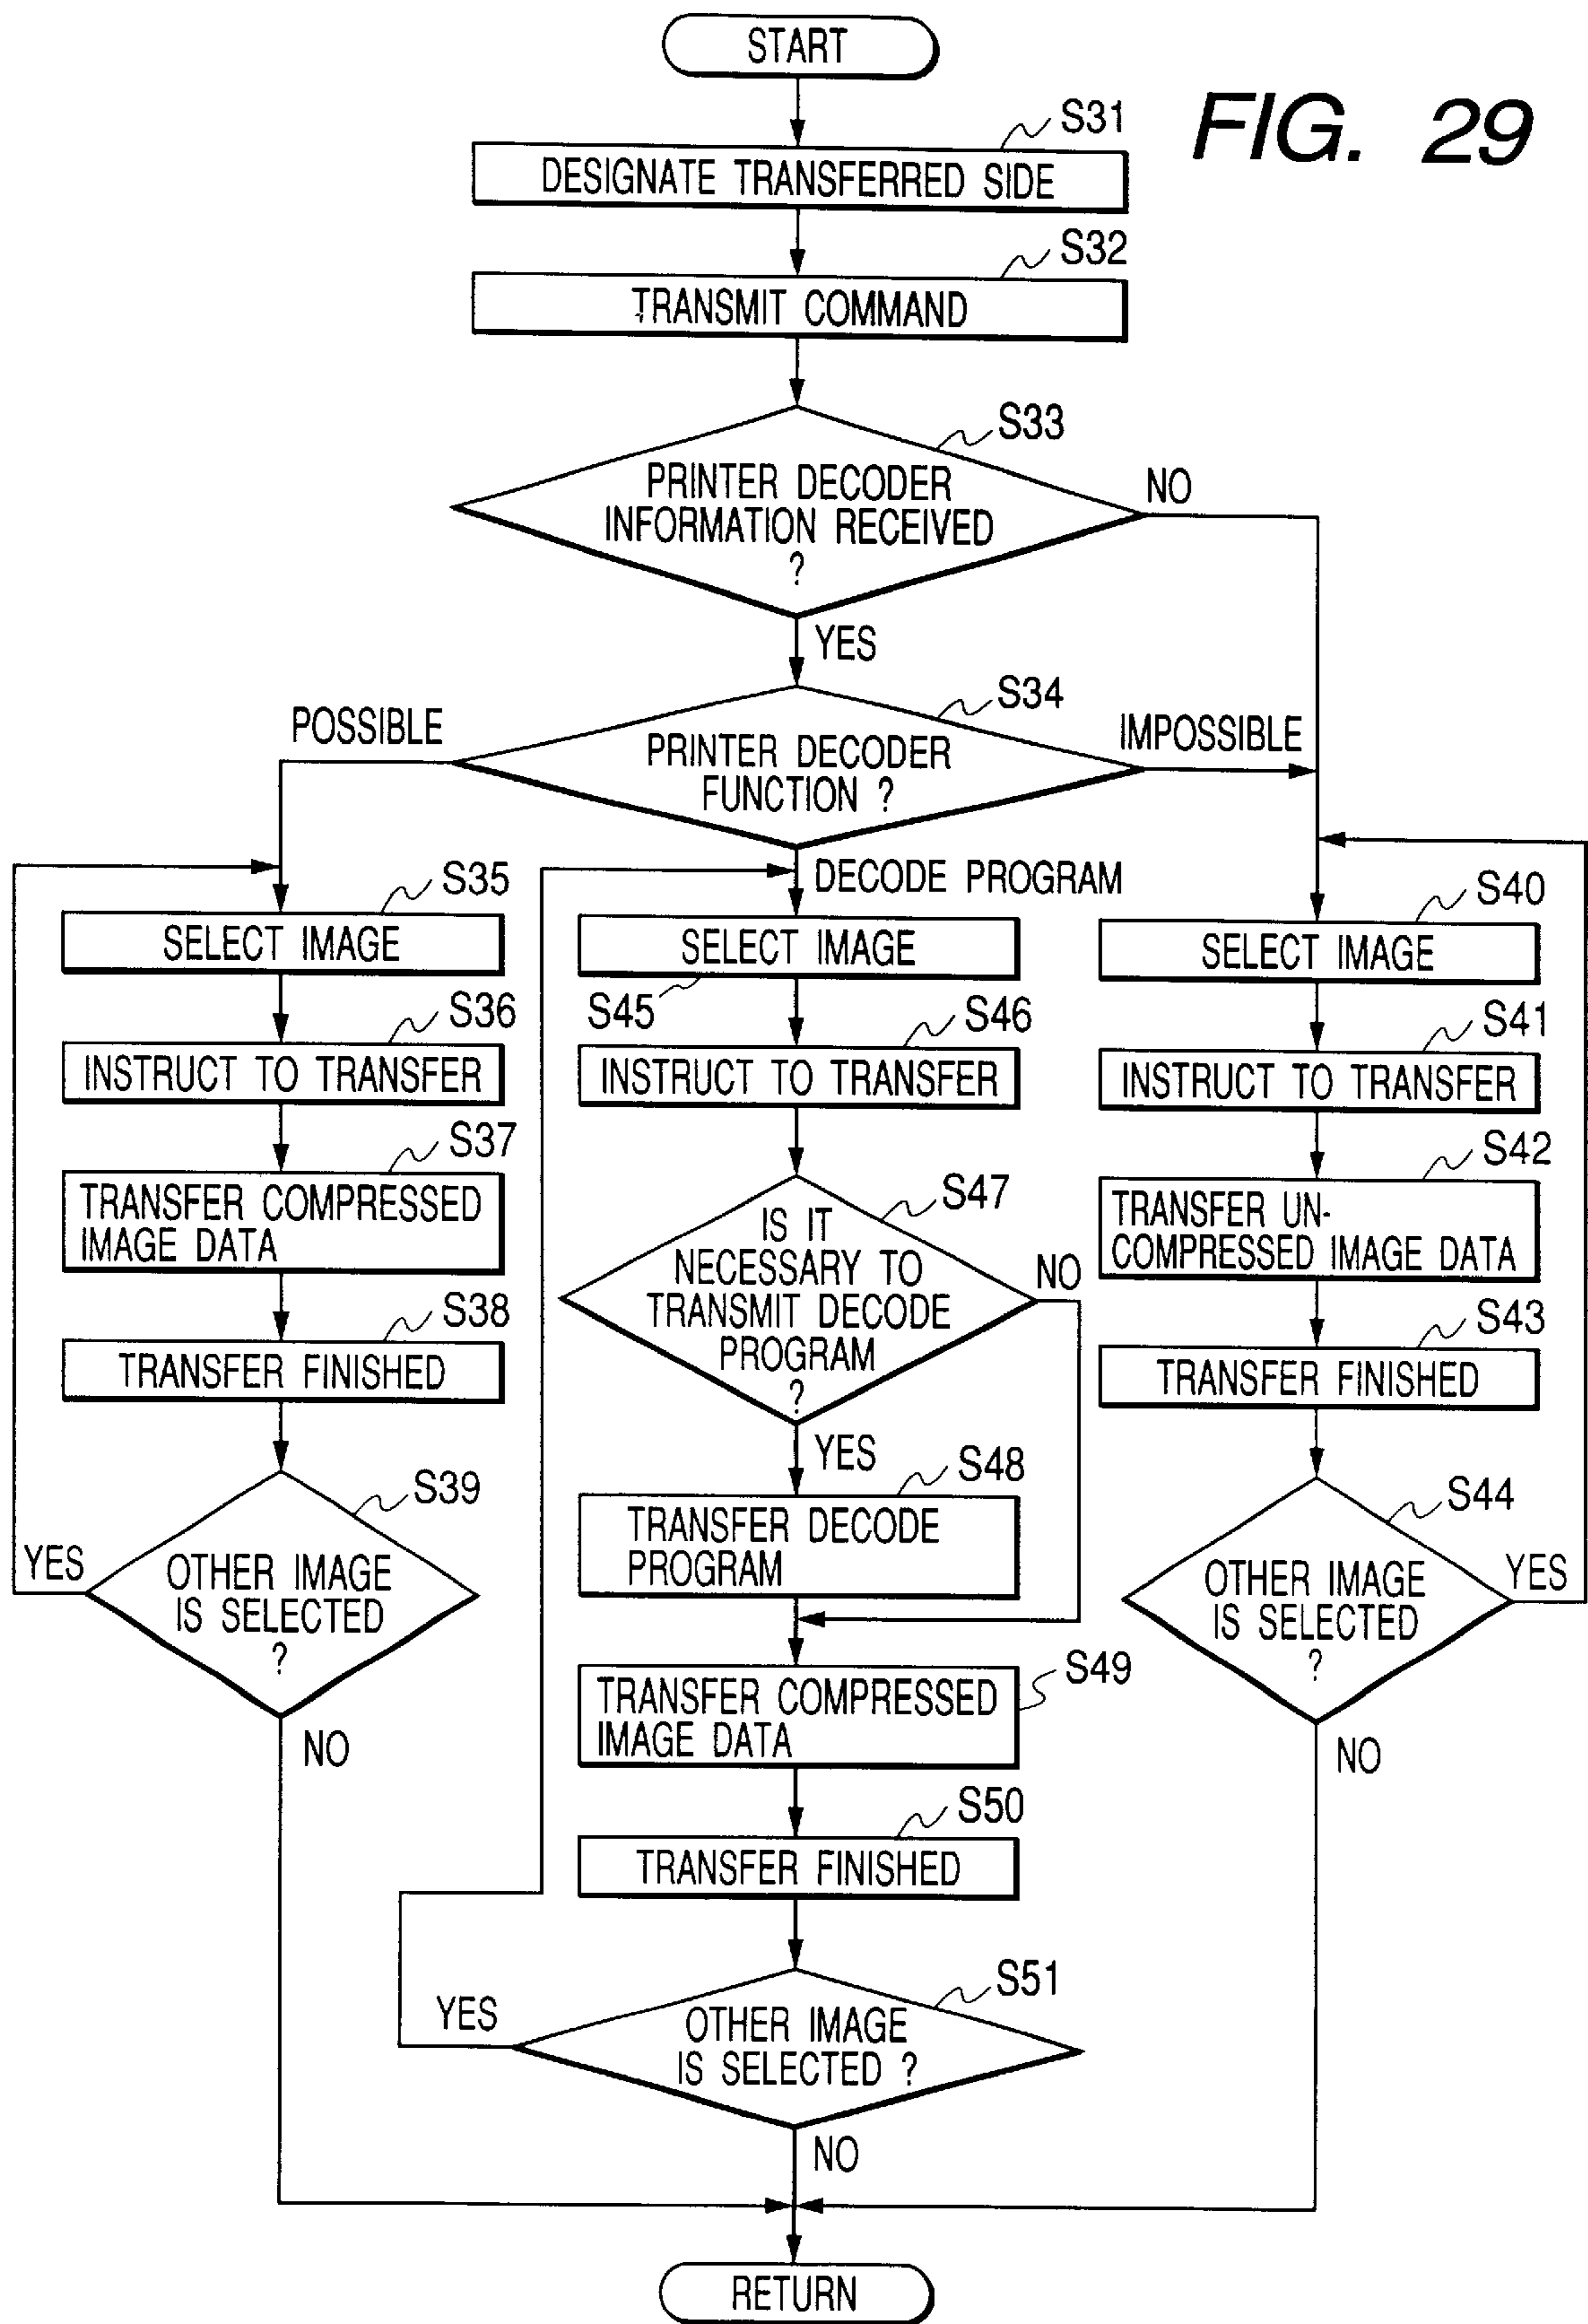 START
FIG. 29
S31
DESIGNATE TRANSFERRED SIDE
S32
TRANSMIT COMMAND
S33
PRINTER DECODER
INFORMATION RECEIVED
?
NO
YES
S34
POSSIBLE
IMPOSSIBLE
PRINTER DECODER
FUNCTION ?
DECODE PROGRAM
S35
SELECT IMAGE
S36
INSTRUCT TO TRANSFER
S37
TRANSFER COMPRESSED
IMAGE DATA
S38
TRANSFER FINISHED
S39
YES
OTHER IMAGE
IS SELECTED
?
NO
SELECT IMAGE
S45
S46
INSTRUCT TO TRANSFER
S47
IS IT
NECESSARY TO
TRANSMIT DECODE
PROGRAM
?
NO
YES
S48
TRANSFER DECODE
PROGRAM
S49
TRANSFER COMPRESSED
IMAGE DATA
S50
TRANSFER FINISHED
S51
YES
OTHER IMAGE
IS SELECTED ?
NO
S40
SELECT IMAGE
S41
INSTRUCT TO TRANSFER
S42
TRANSFER UN-
COMPRESSED IMAGE DATA
S43
TRANSFER FINISHED
S44
OTHER IMAGE
IS SELECTED
?
YES
NO
RETURN